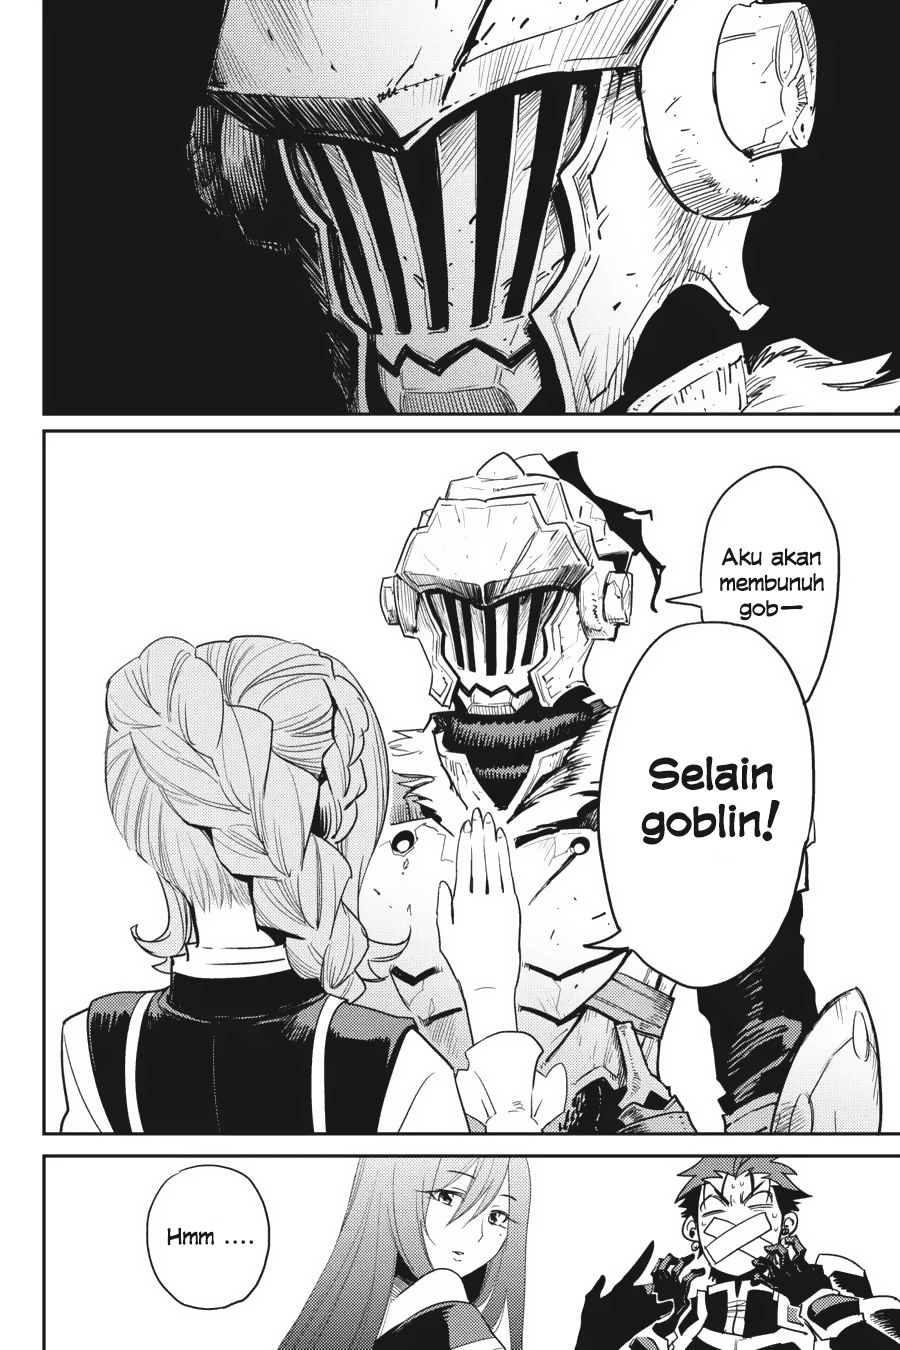 Aku akan
membunuh
gob—
Selain
goblin!
Hmm ....